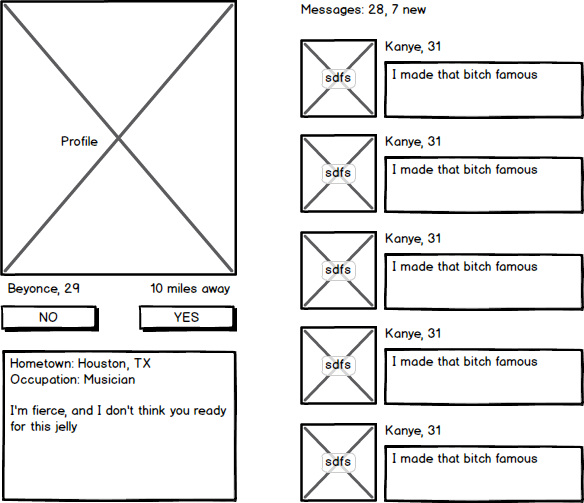 Profile
Beyonce, 29
10 miles away
NO
YES
Hometown: Houston, TX
Occupation: Musician
I'm fierce, and I don't think you ready
for this jelly
Messages: 28, 7 new
sdfs
Kanye, 31
I made that bitch famous
sdfs
Kanye, 31
I made that bitch famous
sdfs
Kanye, 31
I made that bitch famous
sdfs
Kanye, 31
I made that bitch famous
sdfs
Kanye, 31
I made that bitch famous